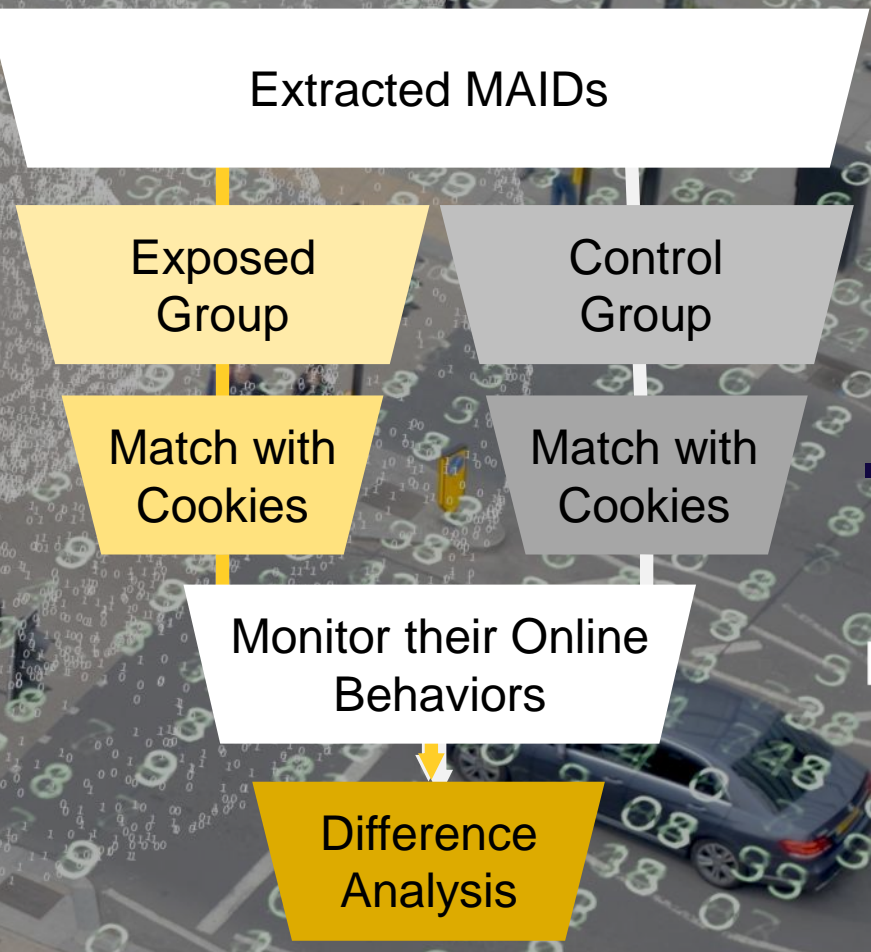 Extracted MAIDs
Exposed
Group
Control
Group
Match with
Cookies
Match with
Cookies
Monitor their Online
Behaviors
Difference
Analysis